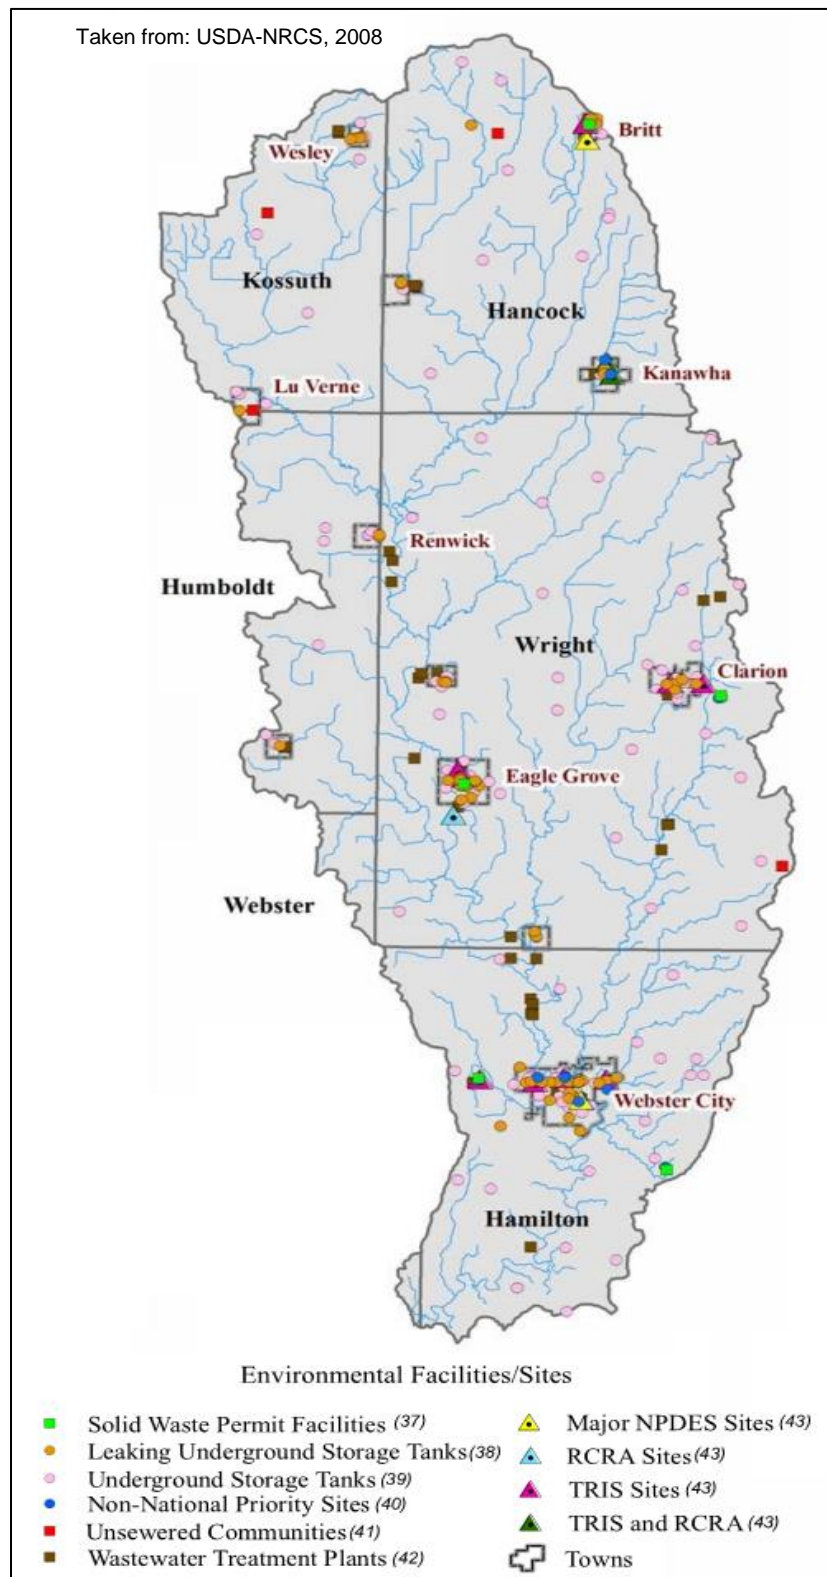 Taken from: USDA-NRCS, 2008
Britt
Wesley
Kossuth
Hancock
Lu Verne
Kanawha
Renwick
Humboldt
Wright
Clarion
Eagle Grove
Webster
Webster City
Hamilton
Environmental Facilities/Sites
Solid Waste Permit Facilities (37)
Leaking Underground Storage Tanks(38)
Underground Storage Tanks (39)
Non-National Priority Sites (40)
Unsewered Communities(41)
Wastewater Treatment Plants (42)
Major NPDES Sites (43)
RCRA Sites (43)
TRIS Sites (43)
TRIS and RCRA (43)
Towns